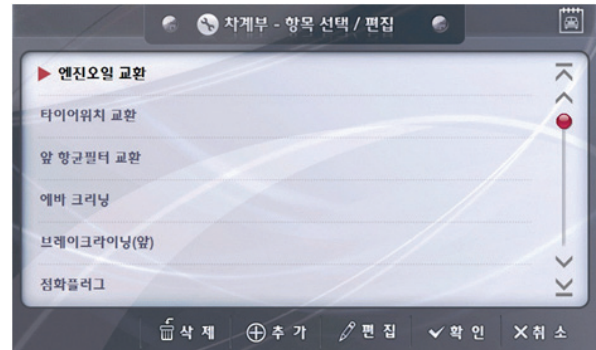 차계부 - 항목 선택 / 편집
엔진오일 교환
타이어위치 교환
앞 항균필터 교환
에바 크리닝
브레이크라이닝(앞)
점화플러그
삭 제 추 가 편 집 확 인 취 소